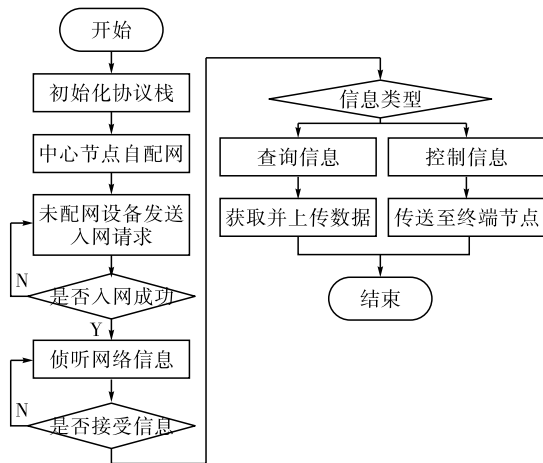 开始
初始化协议栈
中心节点自配网
未配网设备发送
入网请求
N
是否入网成功
Y
侦听网络信息
N
是否接受信息
信息类型
查询信息
控制信息
获取并上传数据
传送至终端节点
结束